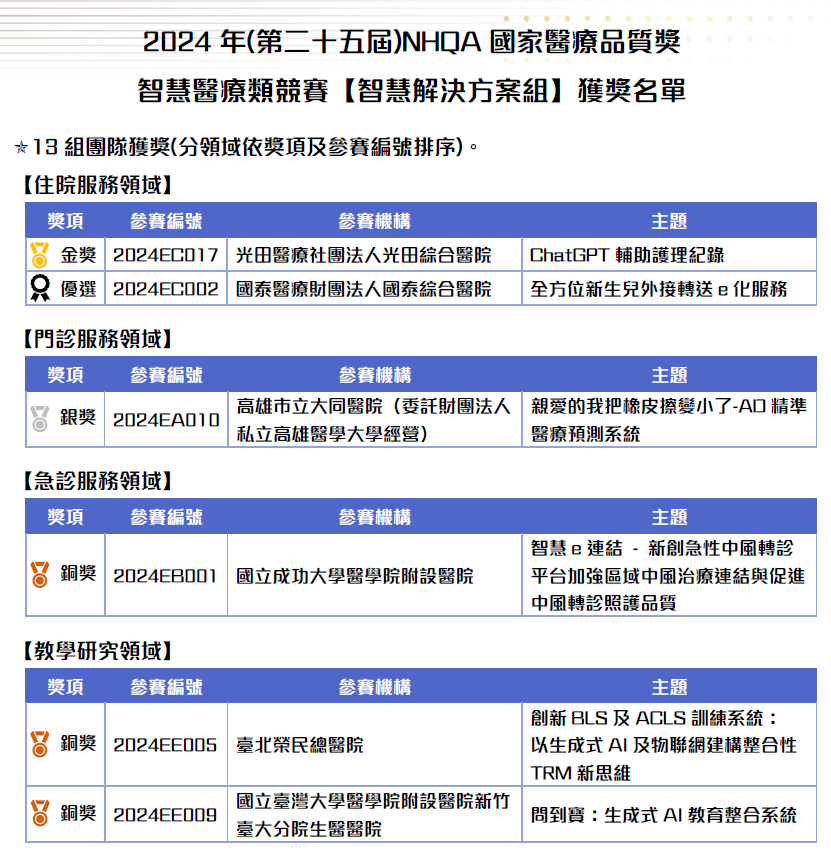 2024 年(第二十五屆)NHQA 國家醫療品質獎
智慧醫療類競賽【智慧解決方案組】獲獎名單
☆13 組團隊獲獎(分領域依獎項及參賽編號排序)。
【住院服務領域】
獎項 參賽編號 參賽機構 主題
金獎 2024EC017 光田醫療社團法人光田綜合醫院 ChatGPT 輔助護理紀錄
優選 2024EC002 國泰醫療財團法人國泰綜合醫院 全方位新生兒外接轉送 e 化服務
【門診服務領域】
獎項 參賽編號 參賽機構 主題
銀獎 2024EA010 高雄市立大同醫院（委託財團法人
私立高雄醫學大學經營） 親愛的我把橡皮擦變小了-AD 精準
醫療預測系統
【急診服務領域】
獎項 參賽編號 參賽機構 主題
銅獎 2024EB001 國立成功大學醫學院附設醫院 智慧 e 連結 - 新創急性中風轉診
平台加強區域中風治療連結與促進
中風轉診照護品質
【教學研究領域】
獎項 參賽編號 參賽機構 主題
銅獎 2024EE005 臺北榮民總醫院 創新 BLS 及 ACLS 訓練系統：
以生成式 AI 及物聯網建構整合性
TRM 新思維
銅獎 2024EE009 國立臺灣大學醫學院附設醫院新竹
臺大分院生醫醫院 問到寶：生成式 AI 教育整合系統